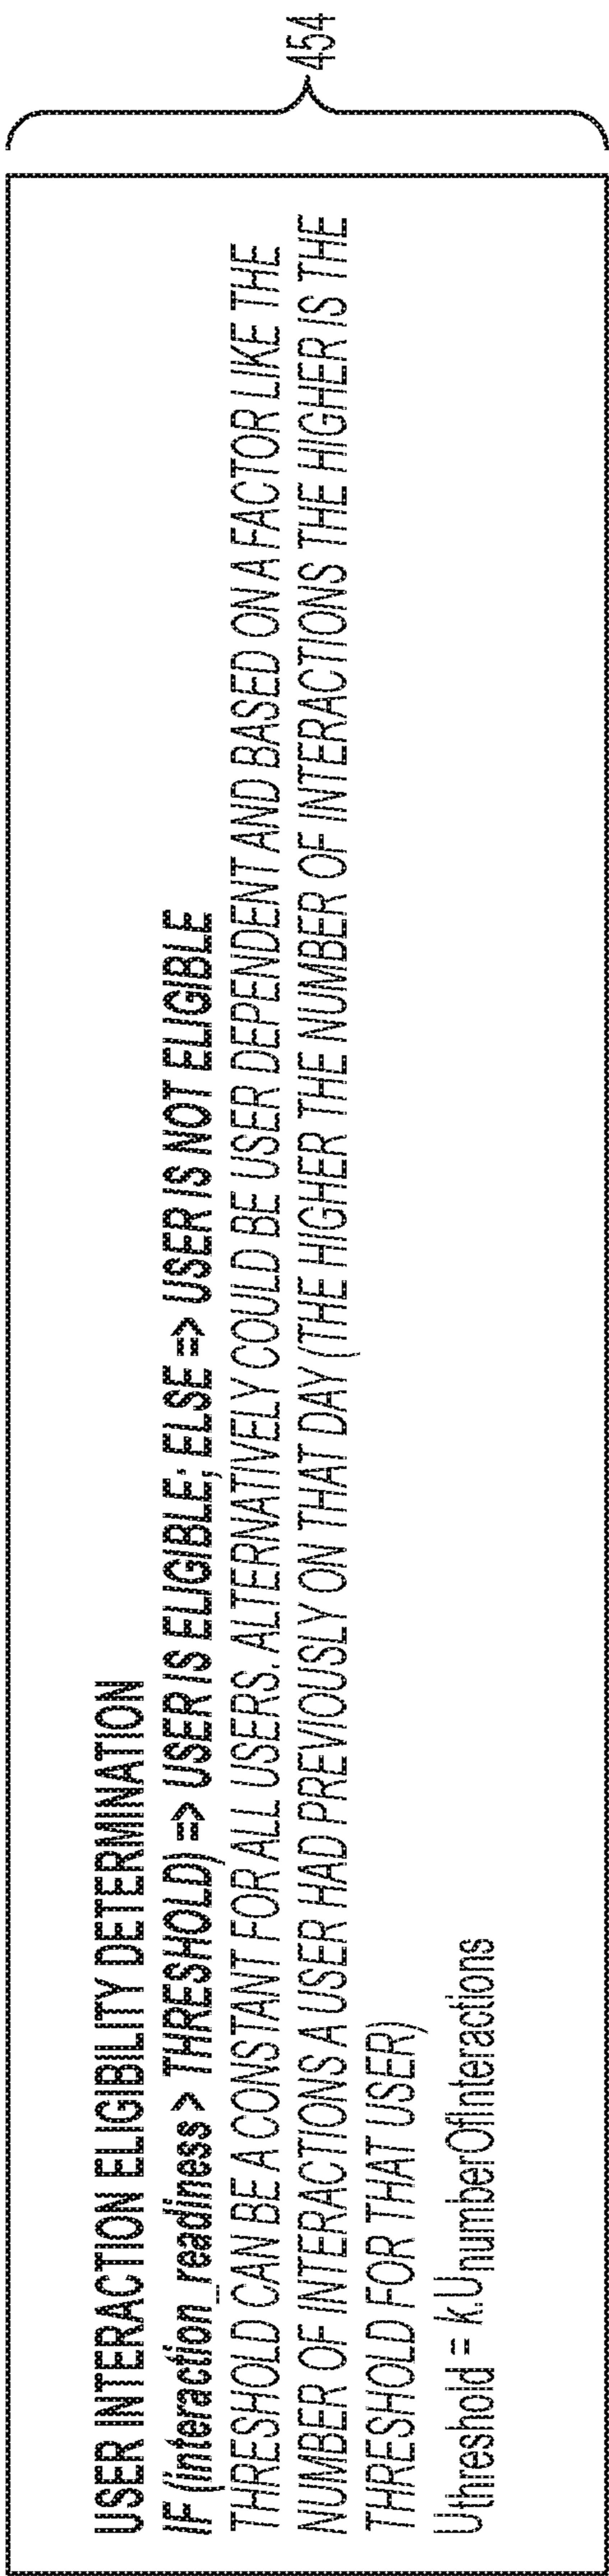 USER INTERACTION ELIGIBILITY DETERMINATION
IF (interaction_readiness > THRESHOLD) => USER IS ELIGIBLE; ELSE => USER IS NOT ELIGIBLE
THRESHOLD CAN BE A CONSTANT FOR ALL USERS. ALTERNATIVELY COULD BE USER DEPENDENT AND BASED ON A FACTOR LIKE THE
NUMBER OF INTERACTIONS A USER HAD PREVIOUSLY ON THAT DAY (THE HIGHER THE NUMBER OF INTERACTIONS THE HIGHER IS THE
THRESHOLD FOR THAT USER)
Uthreshold = k.UnumberOfInteractions
454